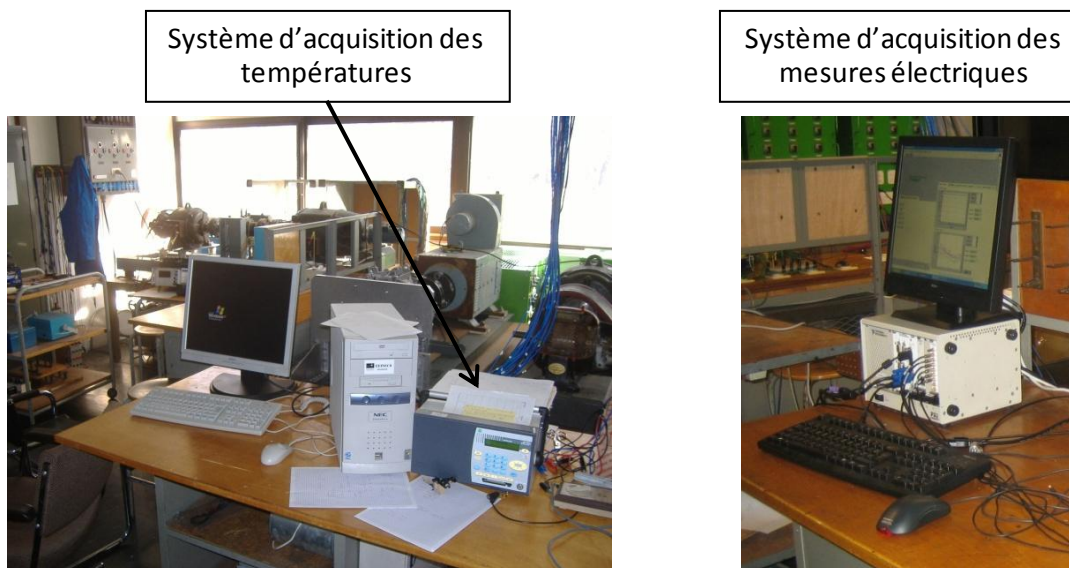 Système d'acquisition des
températures
Système d'acquisition des
mesures électriques
NEC